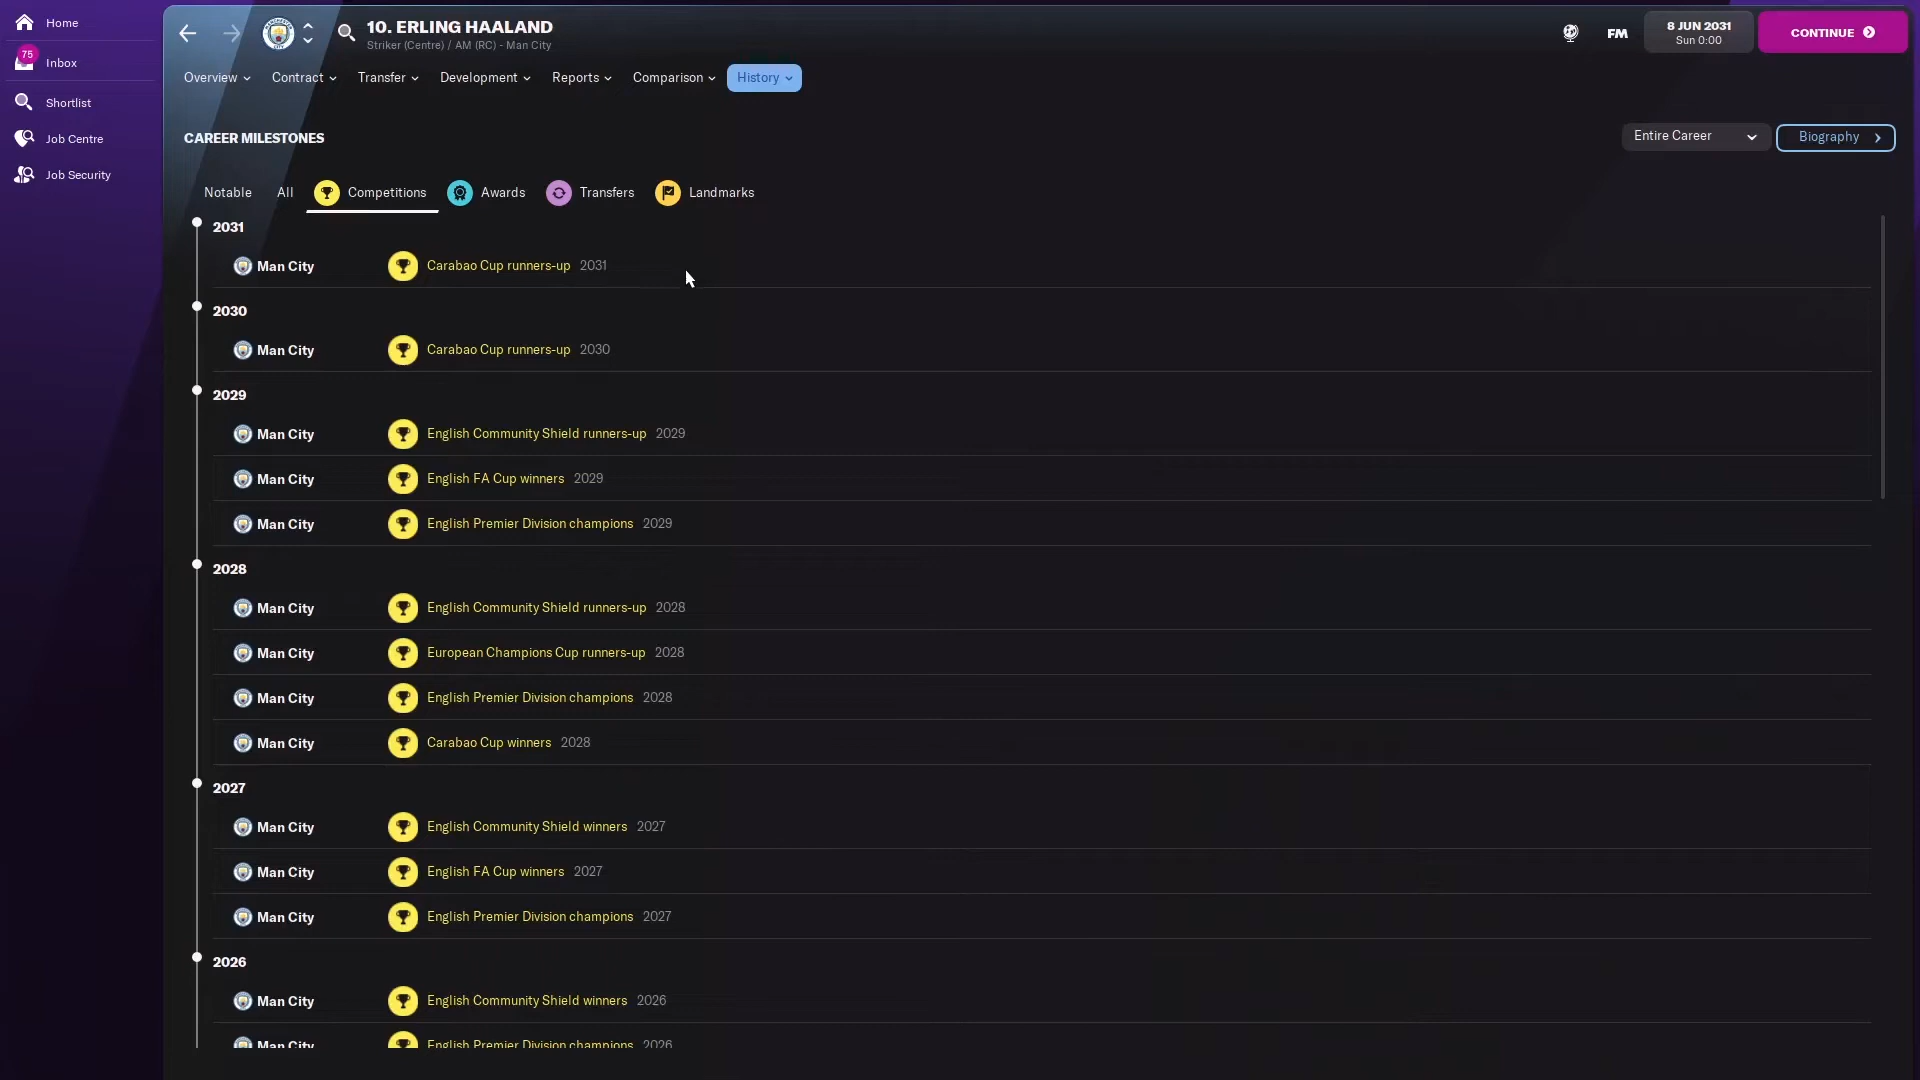 Home
75
Inbox
Shortlist
Job Centre
Job Security
10. ERLING HAALAND
Striker (Centre) / AM (RC) - Man City
FM
8 JUN 2031
Sun 0:00
CONTINUE
Overview
Contract
Transfer
Development
Reports
Comparison
History
CAREER MILESTONES
Entire Career
Biography
Notable
All
Competitions
Awards
Transfers
Landmarks
2031
Man City Carabao Cup runners-up 2031
2030
Man City Carabao Cup runners-up 2030
2029
Man City English Community Shield runners-up 2029
Man City English FA Cup winners 2029
Man City English Premier Division champions 2029
2028
Man City English Community Shield runners-up 2028
Man City European Champions Cup runners-up 2028
Man City English Premier Division champions 2028
Man City Carabao Cup winners 2028
2027
Man City English Community Shield winners 2027
Man City English FA Cup winners 2027
Man City English Premier Division champions 2027
2026
Man City English Community Shield winners 2026
Man City English Premier Division champions 2026